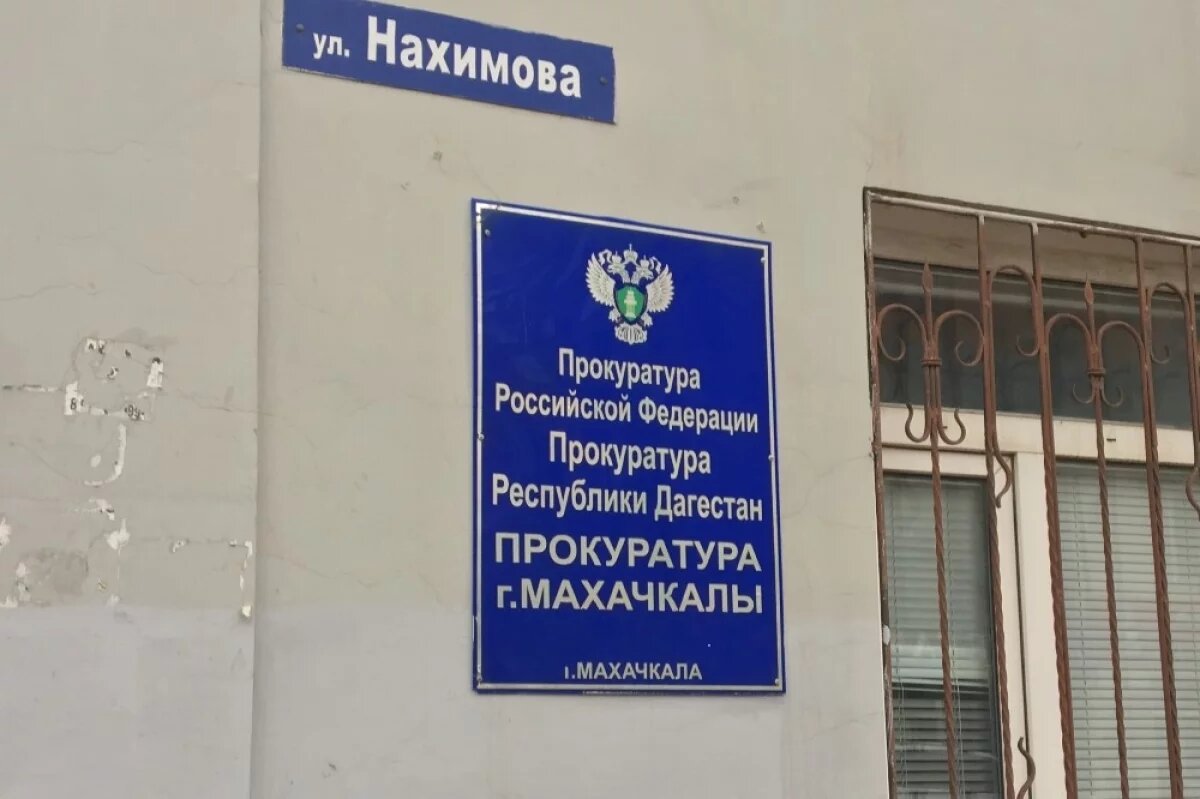 ул. Нахимова
Прокуратура
Российской Федерации
Прокуратура
Республики Дагестан
ПРОКУРАТУРА
г.МАХАЧКАЛЫ
г.МАХАЧКАЛА